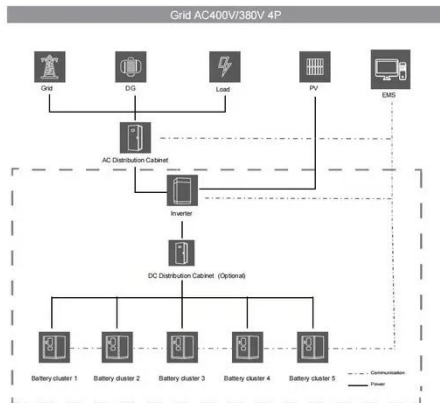 Grid AC400V/380V 4P
Grid
DG
Load
PV
EMS
AC Distribution Cabinet
Inverter
DC Distribution Cabinet (Optional)
Battery cluster 1
Battery cluster 2
Battery cluster 3
Battery cluster 4
Battery cluster 5
Communication
Power